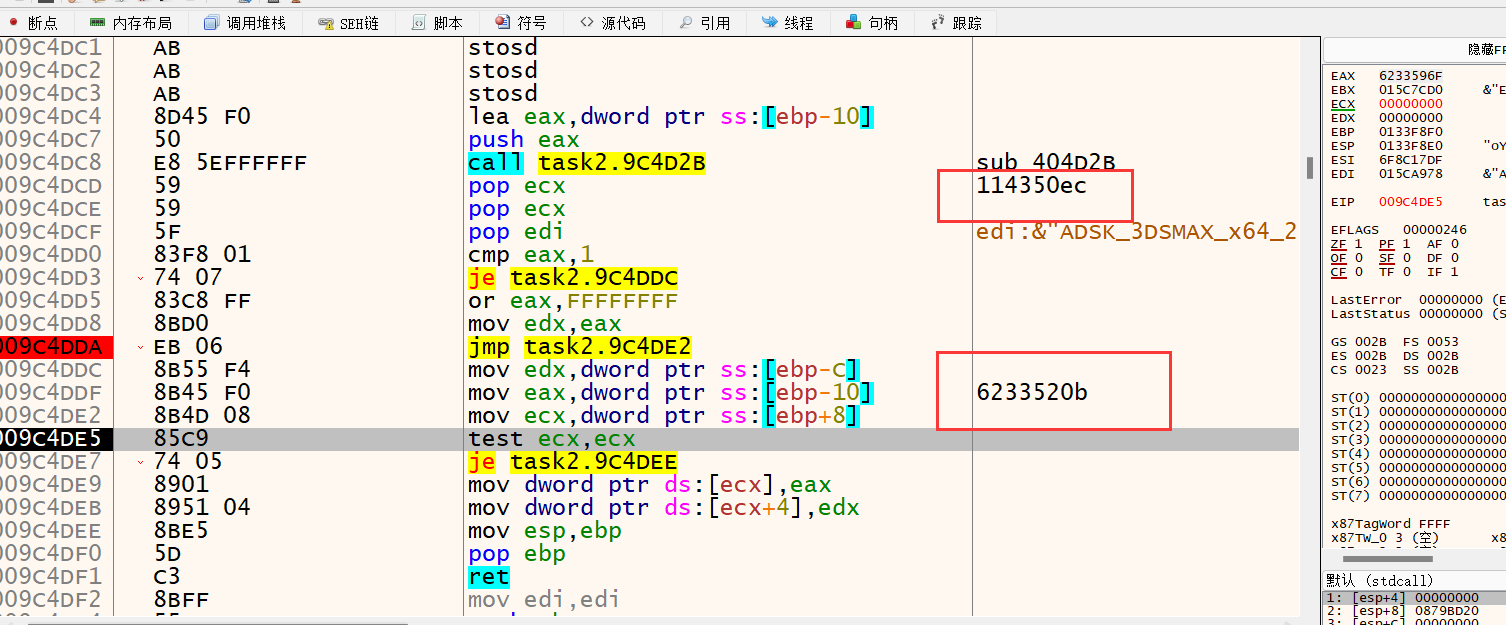 断点 内存布局 调用堆栈 SEH链 脚本 符号 源代码 引用 线程 句柄 跟踪
009C4DC1 AB stosd
009C4DC2 AB stosd
009C4DC3 AB stosd
009C4DC4 8D45 F0 lea eax,dword ptr ss:[ebp-10]
009C4DC7 50 push eax
009C4DC8 E8 5EFFFFFF call task2.9C4D2B sub_404D2B
009C4DCD 59 pop ecx 114350ec
009C4DCE 59 pop ecx
009C4DCF 5F pop edi edi:&"ADSK_3DSMAX_x64_2
009C4DD0 83F8 01 cmp eax,1
009C4DD3 74 07 je task2.9C4DDC
009C4DD5 83C8 FF or eax,FFFFFFFF
009C4DD8 8BD0 mov edx,eax
009C4DDA EB 06 jmp task2.9C4DE2
009C4DDC 8B55 F4 mov edx,dword ptr ss:[ebp-C]
009C4DDF 8B45 F0 mov eax,dword ptr ss:[ebp-10] 6233520b
009C4DE2 8B4D 08 mov ecx,dword ptr ss:[ebp+8]
009C4DE5 85C9 test ecx,ecx
009C4DE7 74 05 je task2.9C4DEE
009C4DE9 8901 mov dword ptr ds:[ecx],eax
009C4DEB 8951 04 mov dword ptr ds:[ecx+4],edx
009C4DEE 8BE5 mov esp,ebp
009C4DF0 5D pop ebp
009C4DF1 C3 ret
009C4DF2 8BFF mov edi,edi
隐藏FP
EAX 6233596F
EBX 015C7CD0 &"E
ECX 00000000
EDX 00000000
EBP 0133F8F0
ESP 0133F8E0 "oY
ESI 6F8C17DF
EDI 015CA978 &"A
EIP 009C4DE5 tas
EFLAGS 00000246
ZF 1 PF 1 AF 0
OF 0 SF 0 DF 0
CF 0 TF 0 IF 1
LastError 00000000 (E
LastStatus 00000000 (S
GS 002B FS 0053
ES 002B DS 002B
CS 0023 SS 002B
ST(0) 0000000000000000
ST(1) 0000000000000000
ST(2) 0000000000000000
ST(3) 0000000000000000
ST(4) 0000000000000000
ST(5) 0000000000000000
ST(6) 0000000000000000
ST(7) 0000000000000000
x87TagWord FFFF
x87TW_0 3 (空) x8
默认 (stdcall)
1: [esp+4] 00000000
2: [esp+8] 0879BD20
3: [esp+C] 00000000